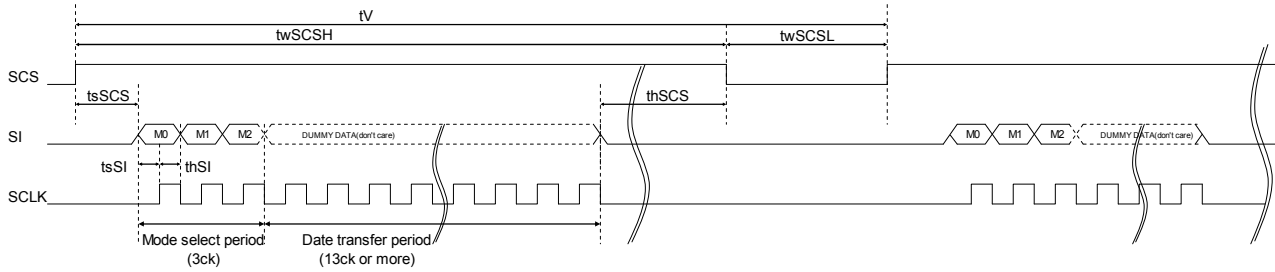 tV
twSCSH
twSCSL
SCS
tsSCS
thSCS
SI
M0
M1
M2
DUMMY DATA(don't care)
M0
M1
M2
DUMMY DATA(don't care)
tsSI
thSI
SCLK
Mode select period
(3ck)
Date transfer period
(13ck or more)